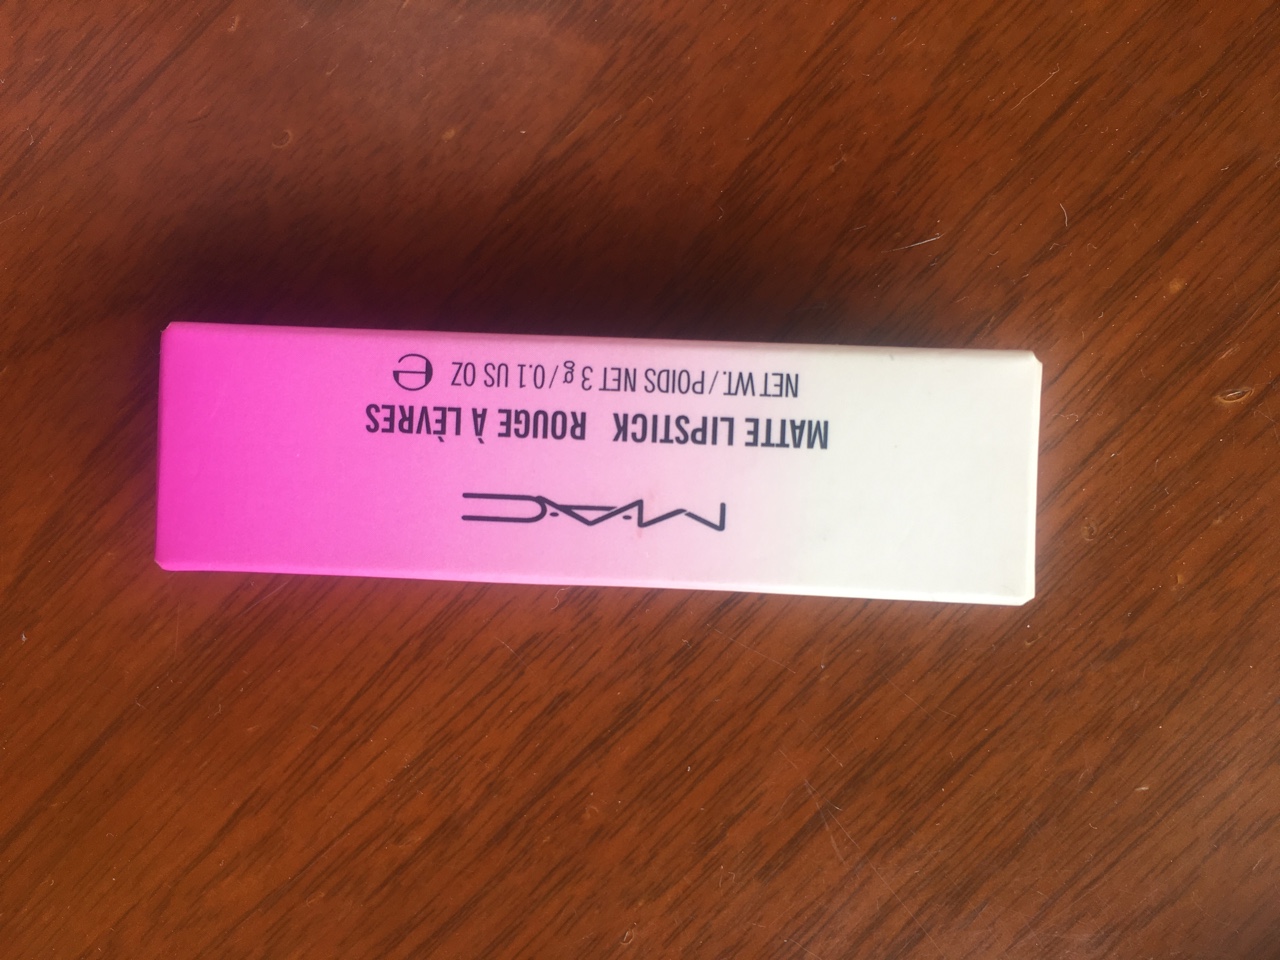 MAC
MATTE LIPSTICK ROUGE À LÈVRES
NET WT./POIDS NET 3 g/0.1 US OZ ℮